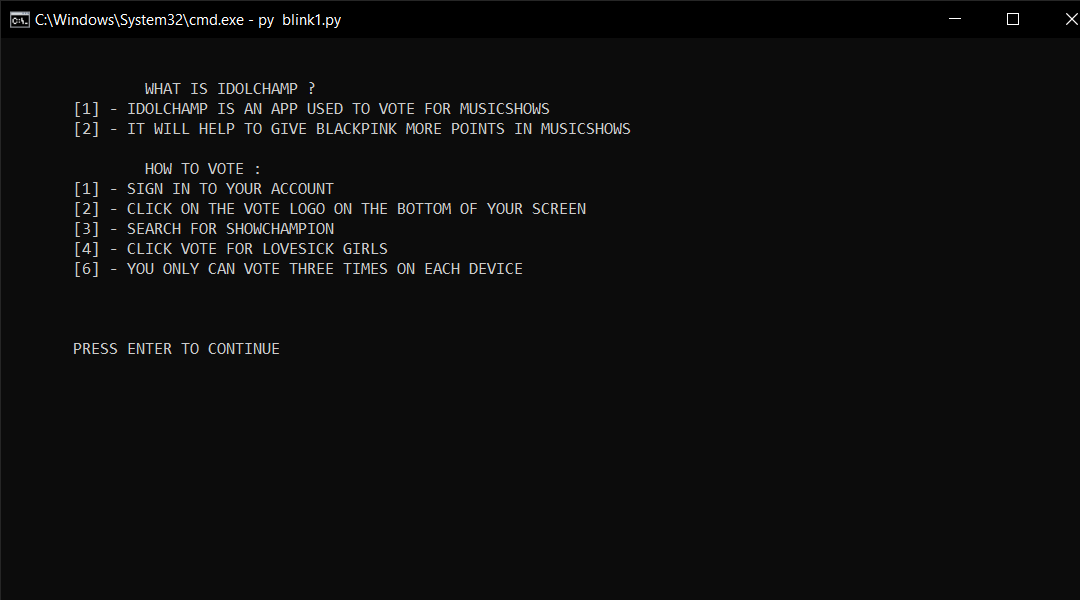 C:\Windows\System32\cmd.exe - py  blink1.py
WHAT IS IDOLCHAMP ?
[1] - IDOLCHAMP IS AN APP USED TO VOTE FOR MUSICSHOWS
[2] - IT WILL HELP TO GIVE BLACKPINK MORE POINTS IN MUSICSHOWS
HOW TO VOTE :
[1] - SIGN IN TO YOUR ACCOUNT
[2] - CLICK ON THE VOTE LOGO ON THE BOTTOM OF YOUR SCREEN
[3] - SEARCH FOR SHOWCHAMPION
[4] - CLICK VOTE FOR LOVESICK GIRLS
[6] - YOU ONLY CAN VOTE THREE TIMES ON EACH DEVICE
PRESS ENTER TO CONTINUE